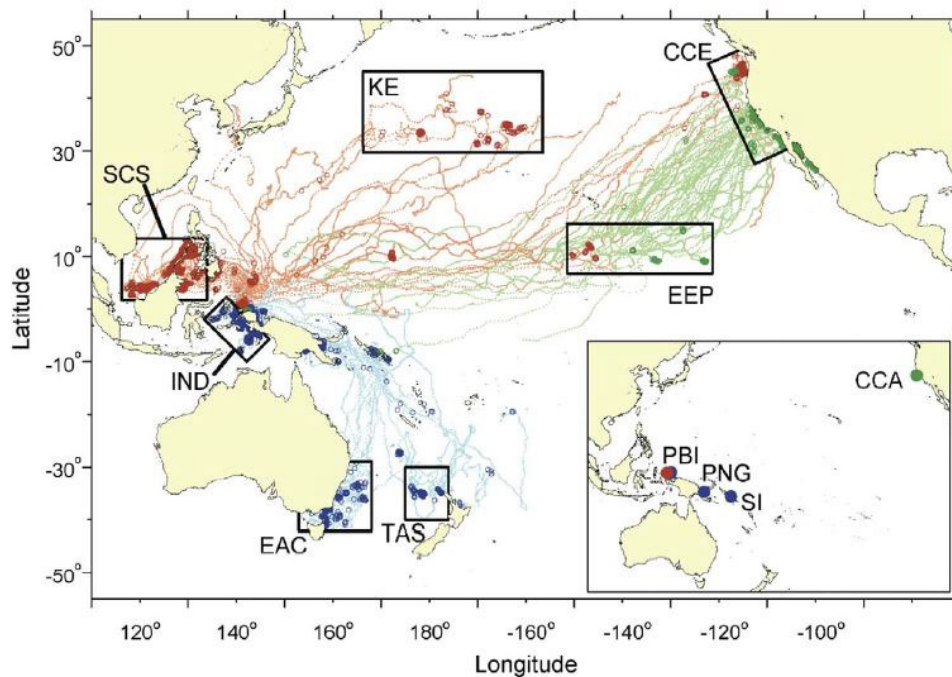 50°
CCE
KE
30°
SCS
10°
EEP
Latitude
-10°
IND
CCA
PBI
PNG
SI
-30°
EAC
TAS
-50°
120° 140° 160° 180° -160° -140° -120° -100°
Longitude